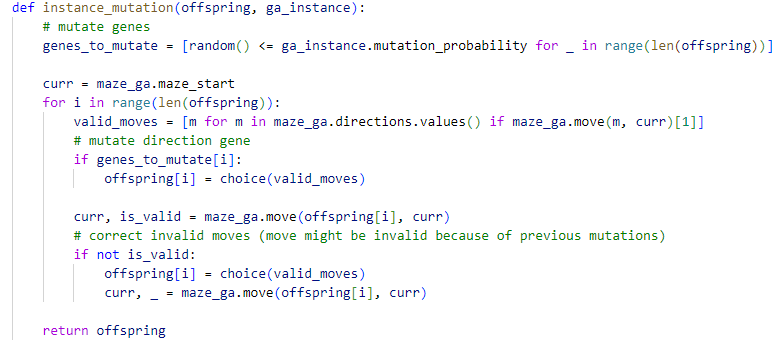 def instance_mutation(offspring, ga_instance):
    # mutate genes
    genes_to_mutate = [random() <= ga_instance.mutation_probability for _ in range(len(offspring))]

    curr = maze_ga.maze_start
    for i in range(len(offspring)):
        valid_moves = [m for m in maze_ga.directions.values() if maze_ga.move(m, curr)[1]]
        # mutate direction gene
        if genes_to_mutate[i]:
            offspring[i] = choice(valid_moves)

        curr, is_valid = maze_ga.move(offspring[i], curr)
        # correct invalid moves (move might be invalid because of previous mutations)
        if not is_valid:
            offspring[i] = choice(valid_moves)
            curr, _ = maze_ga.move(offspring[i], curr)

    return offspring